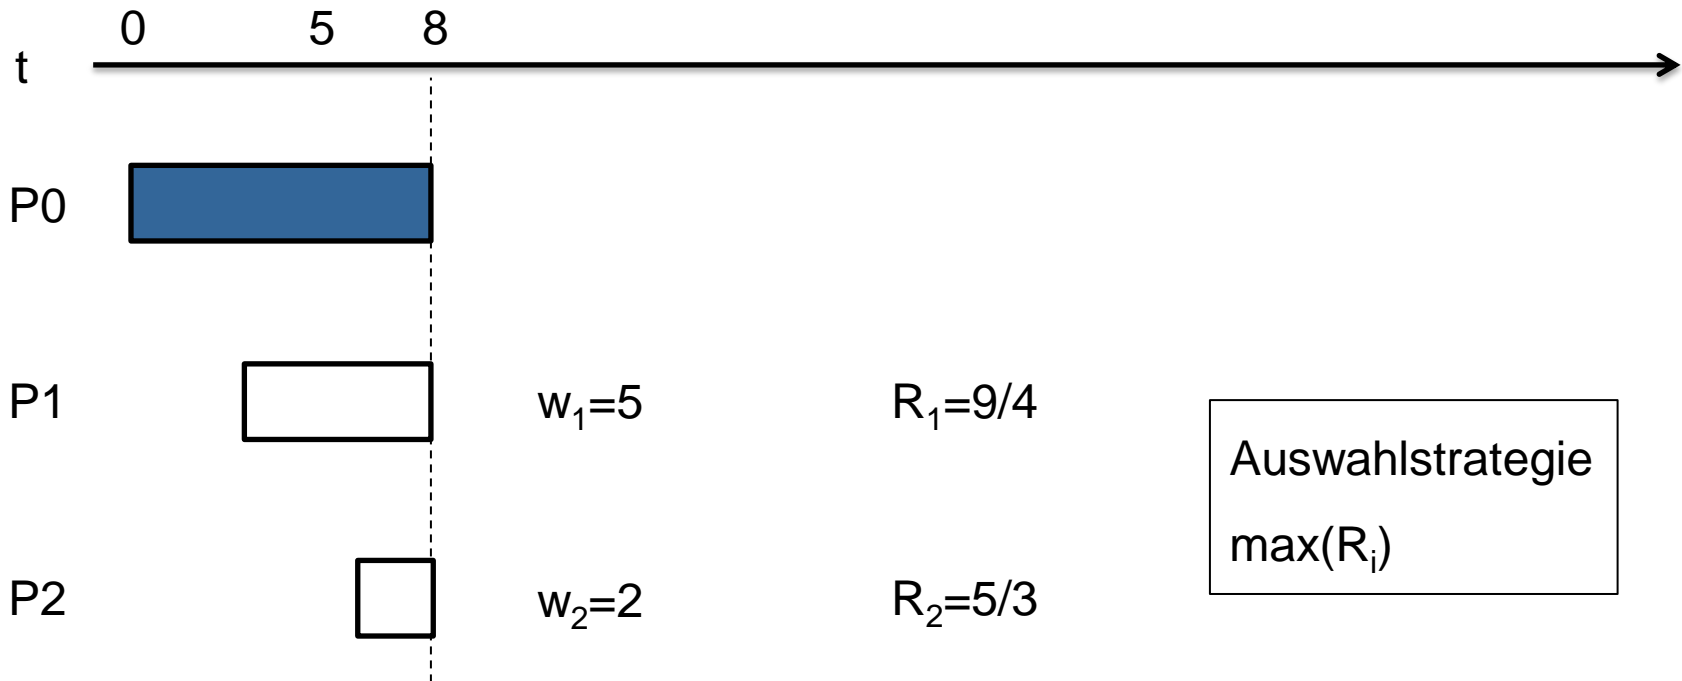 0 5 8
t
P0
P1 w₁=5 R₁=9/4
Auswahlstrategie
max(Rᵢ)
P2 w₂=2 R₂=5/3